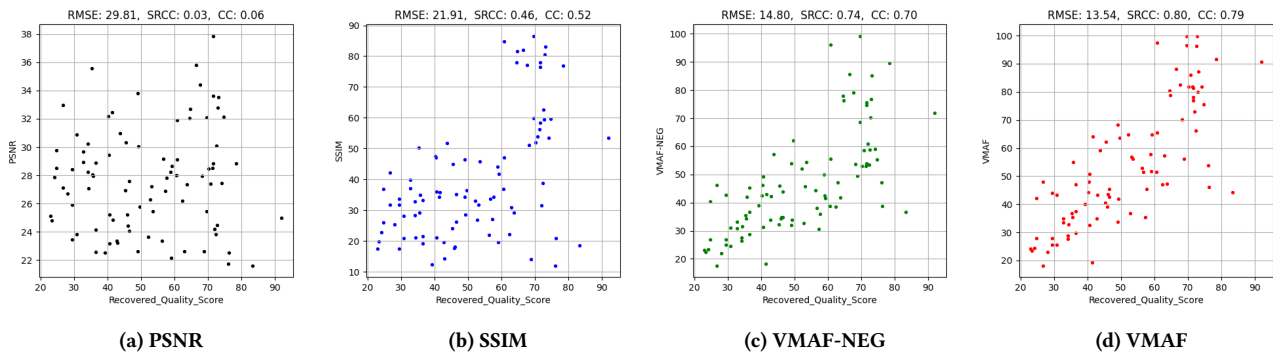 RMSE: 29.81, SRCC: 0.03, CC: 0.06
38
36
34
32
30
28
26
24
22
PSNR
20 30 40 50 60 70 80 90
Recovered_Quality_Score
(a) PSNR
RMSE: 21.91, SRCC: 0.46, CC: 0.52
90
80
70
60
50
40
30
20
10
SSIM
20 30 40 50 60 70 80 90
Recovered_Quality_Score
(b) SSIM
RMSE: 14.80, SRCC: 0.74, CC: 0.70
100
90
80
70
60
50
40
30
20
VMAF-NEG
20 30 40 50 60 70 80 90
Recovered_Quality_Score
(c) VMAF-NEG
RMSE: 13.54, SRCC: 0.80, CC: 0.79
100
90
80
70
60
50
40
30
20
VMAF
20 30 40 50 60 70 80 90
Recovered_Quality_Score
(d) VMAF